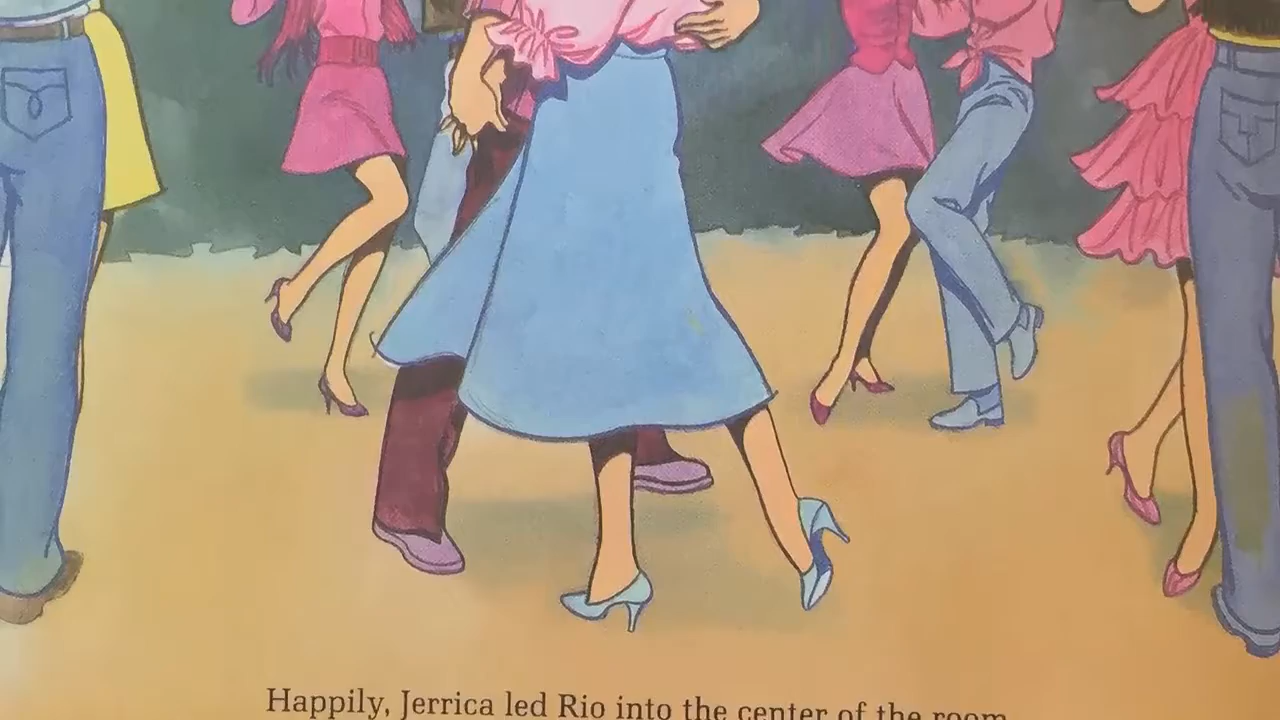 Happily, Jerrica led Rio into the center of the room